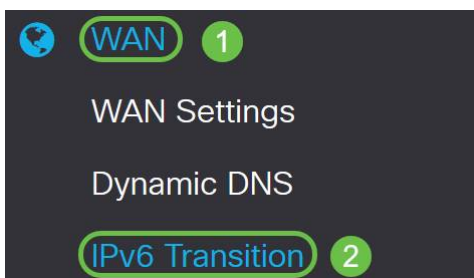 WAN 1
WAN Settings
Dynamic DNS
IPv6 Transition 2